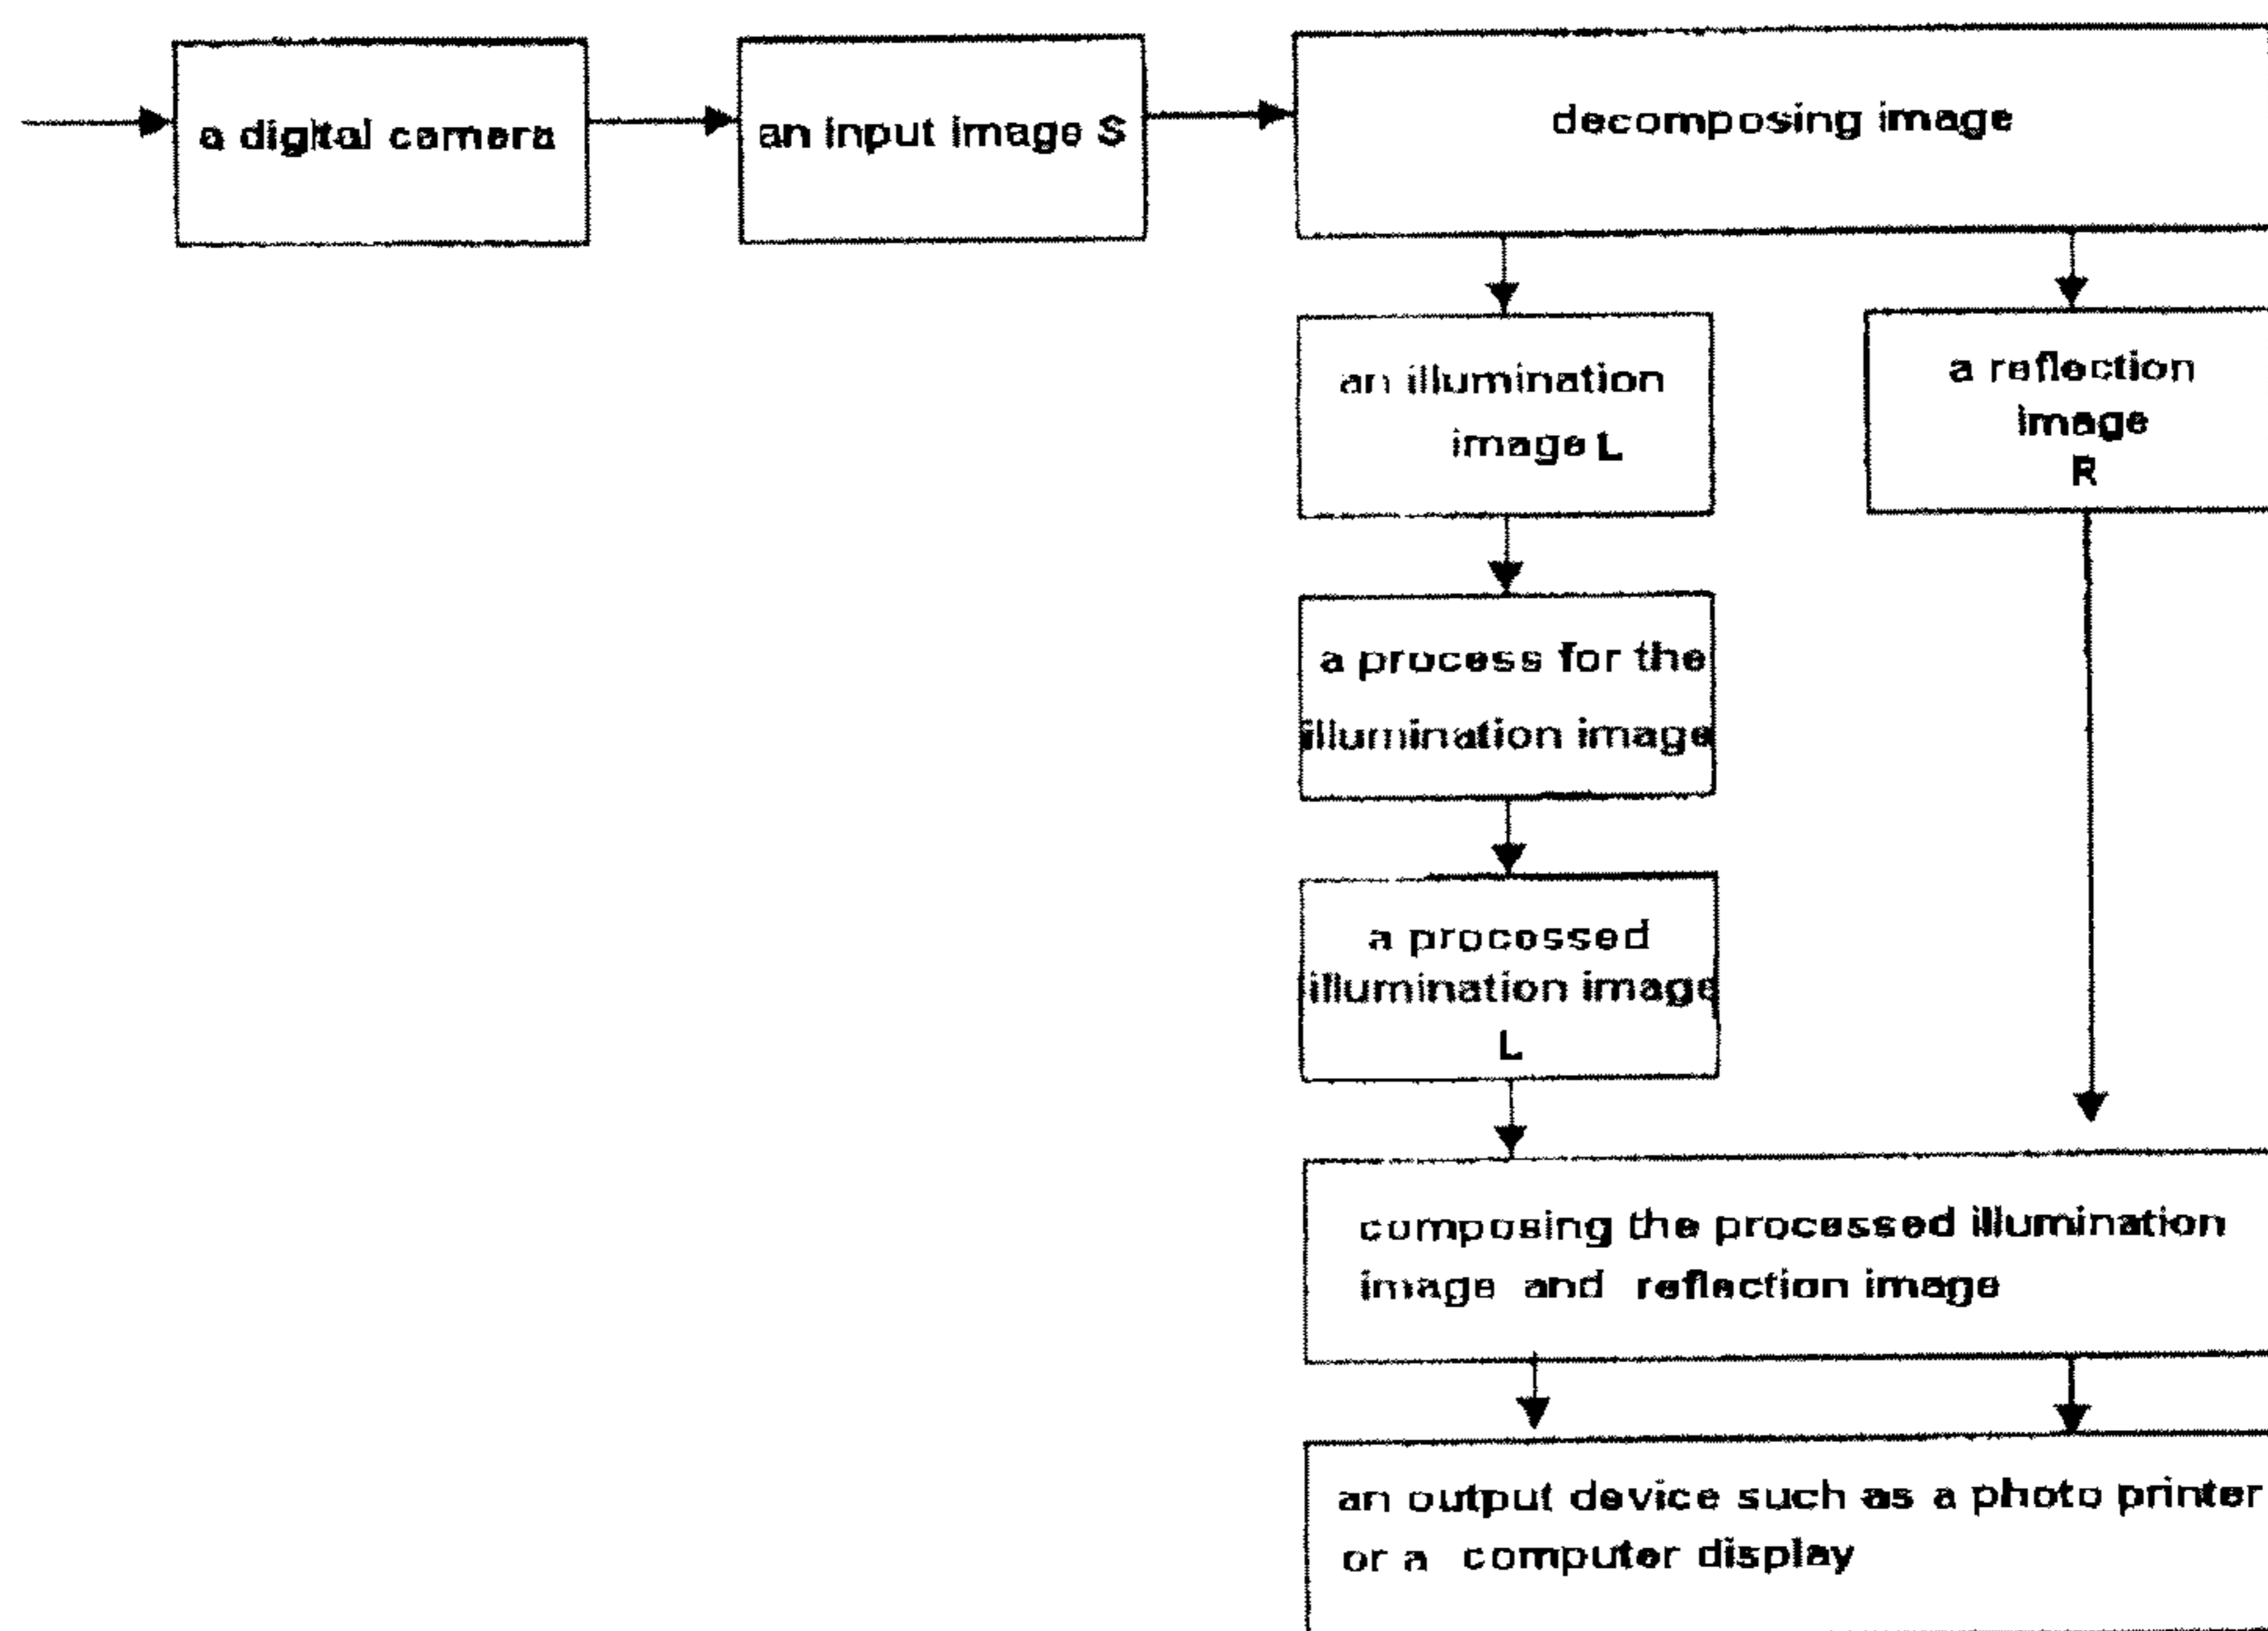 a digital camera
an input image S
decomposing image
an illumination
image L
a reflection
image
R
a process for the
illumination image
a processed
illumination image
L
composing the processed illumination
image and reflection image
an output device such as a photo printer
or a computer display